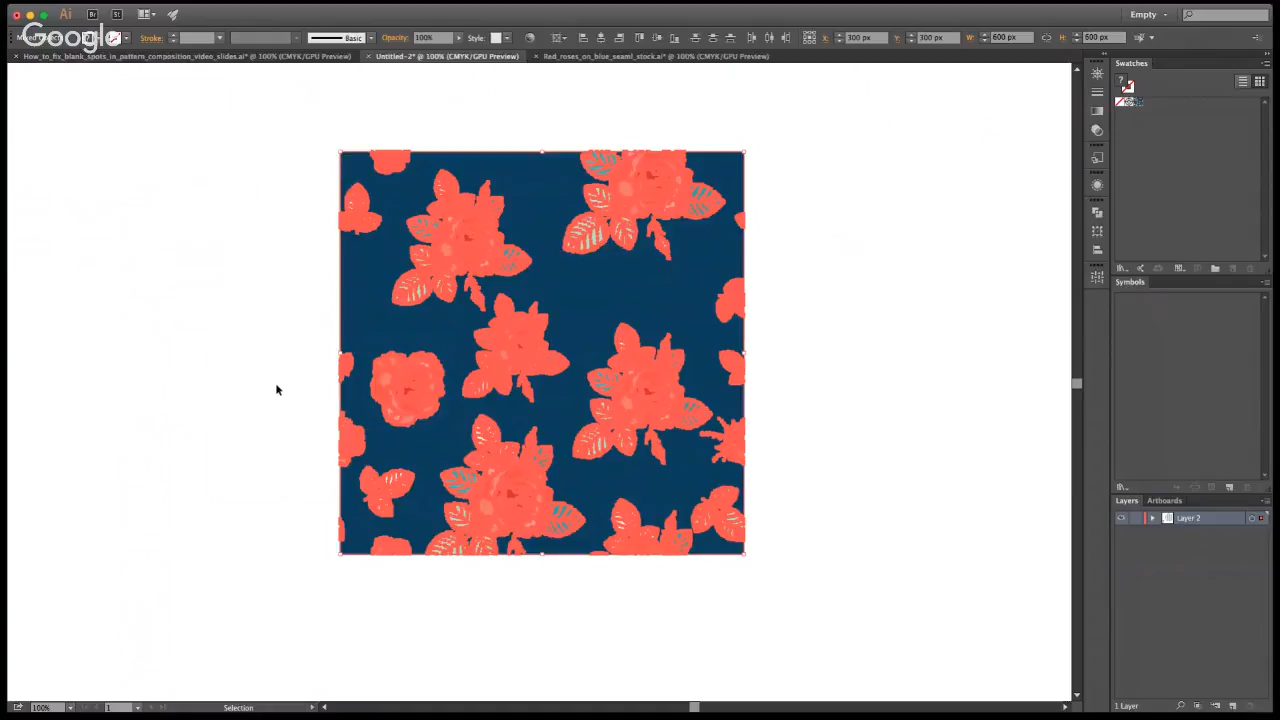 Ai Br St Empty
Google
Stroke: Basic Opacity: 100% Style: X: 300 px Y: 300 px W: 600 px H: 600 px
How_to_fix_blank_spots_in_pattern_composition_video_slides.ai* @ 100% (CMYK/GPU Preview) Untitled-2* @ 100% (CMYK/GPU Preview) Red_roses_on_blue_seaml_stock.ai* @ 100% (CMYK/GPU Preview)
Swatches
Symbols
Layers Artboards
Layer 2
100% 1 Selection 1 Layer